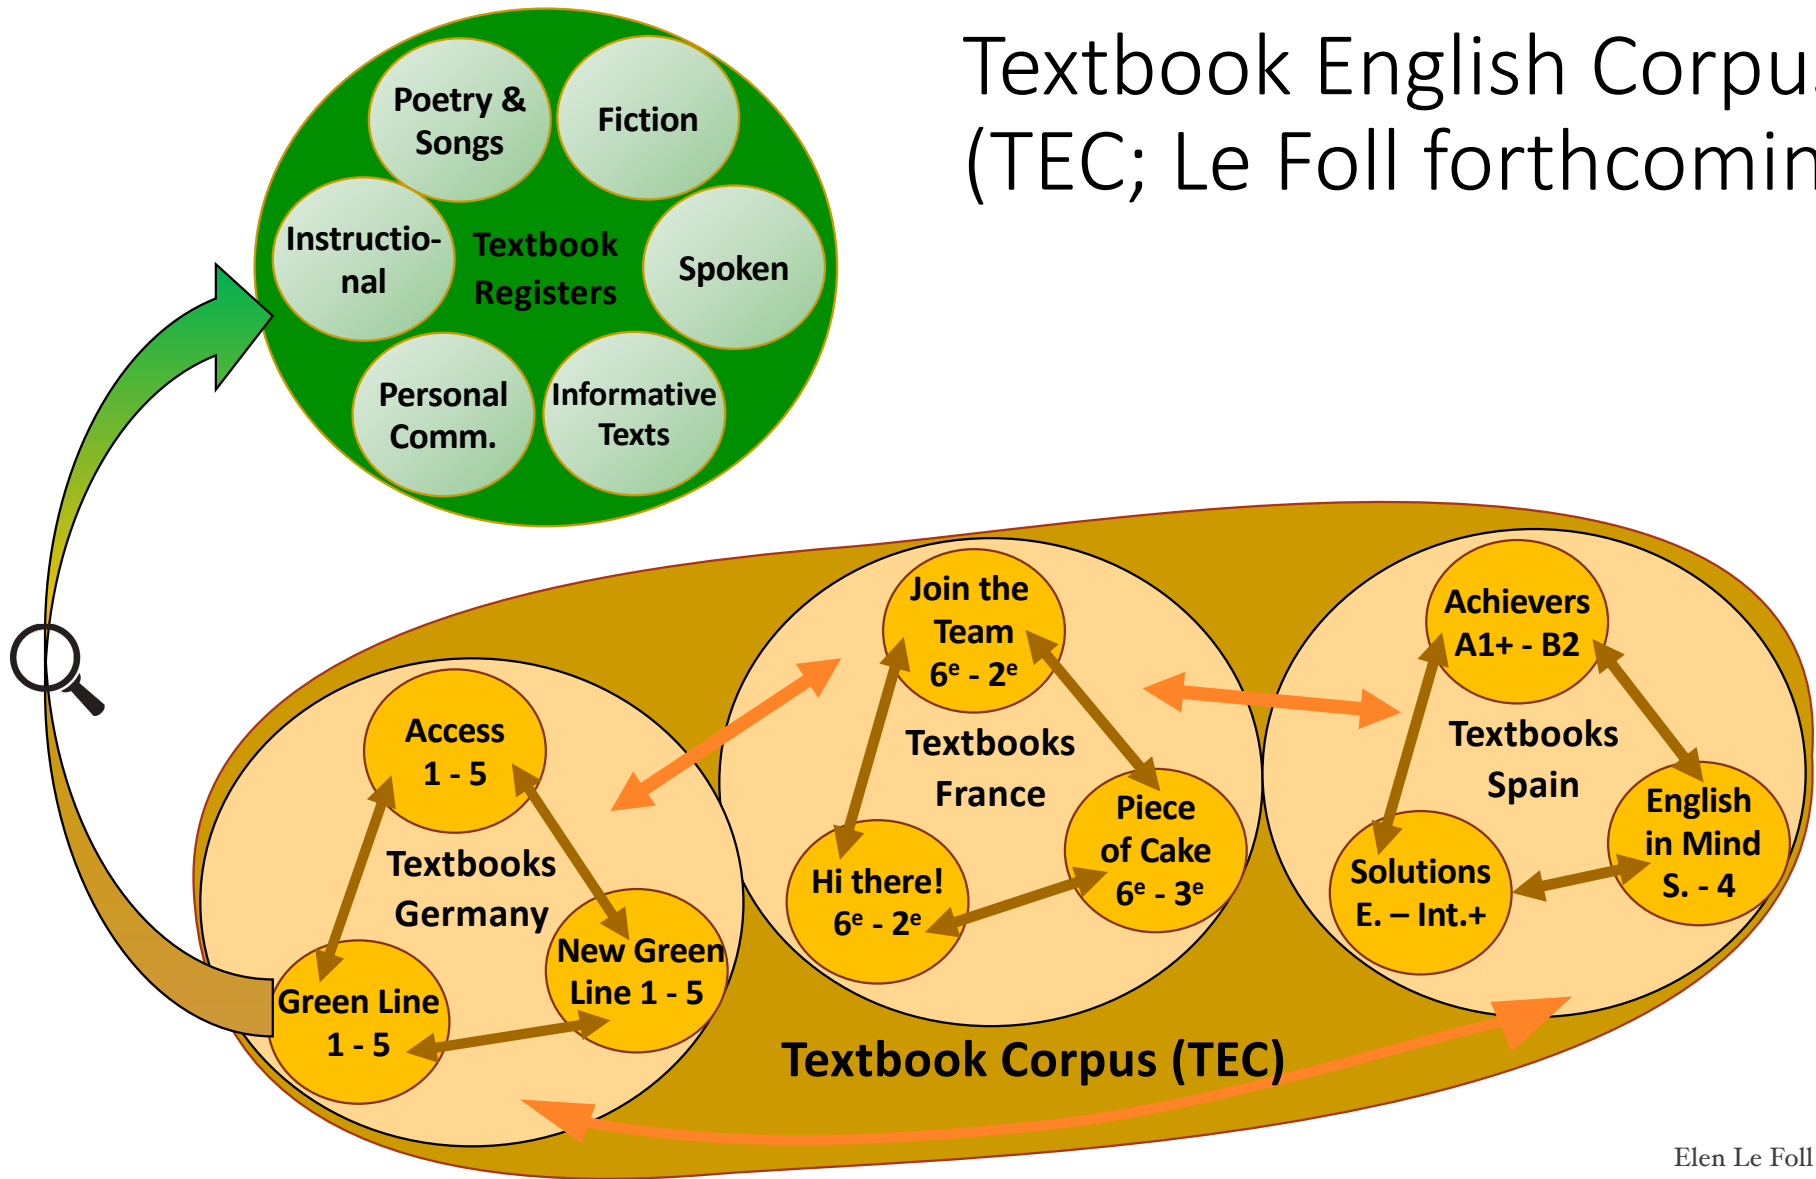 Textbook English Corpus
(TEC; Le Foll forthcomin
Poetry &
Songs
Fiction
Instructio-
nal
Textbook
Registers
Spoken
Personal
Comm.
Informative
Texts
Join the
Team
6ᵉ - 2ᵉ
Textbooks
France
Hi there!
6ᵉ - 2ᵉ
Piece
of Cake
6ᵉ - 3ᵉ
Achievers
A1+ - B2
Textbooks
Spain
Solutions
E. – Int.+
English
in Mind
S. - 4
Access
1 - 5
Textbooks
Germany
Green Line
1 - 5
New Green
Line 1 - 5
Textbook Corpus (TEC)
Elen Le Foll